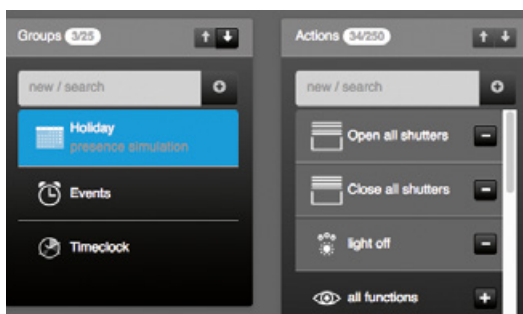 Groups 3/25
new / search
Holiday
presence simulation
Events
Timeclock
Actions 34/250
new / search
Open all shutters
Close all shutters
light off
all functions